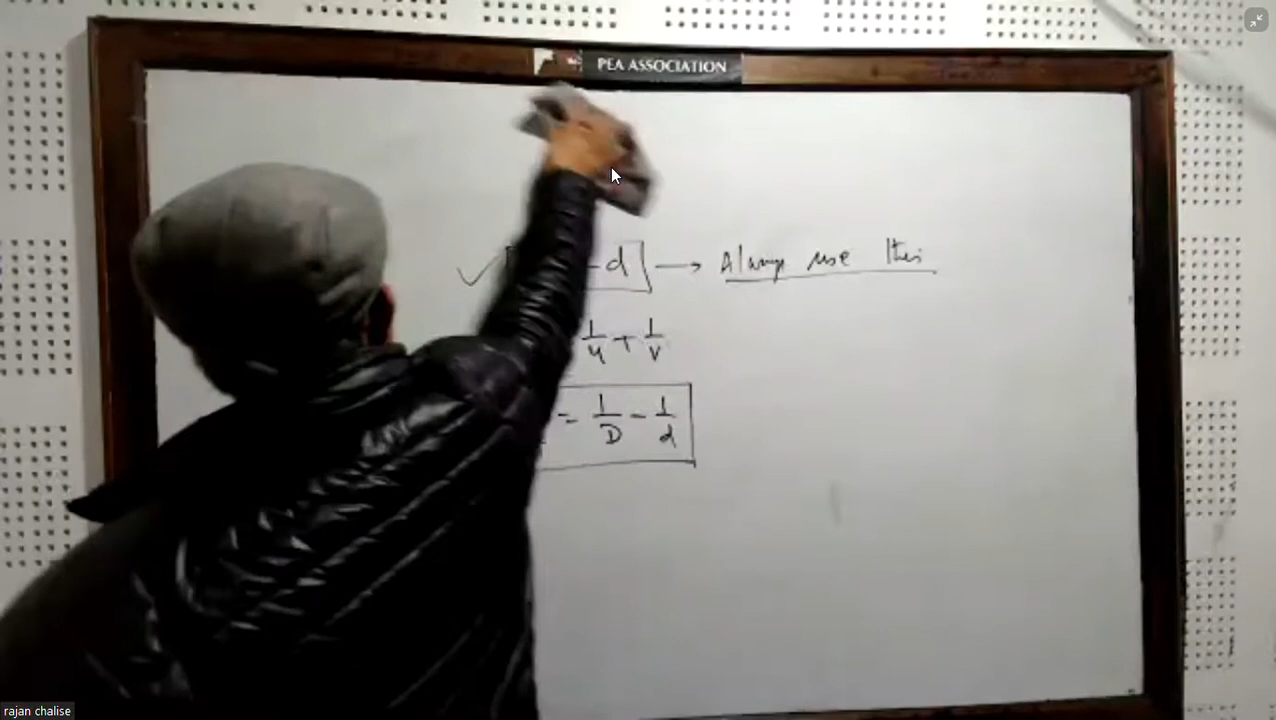 PEA ASSOCIATION
✓ - d → Always use this
1/u + 1/v
= 1/D - 1/d
rajan chalise